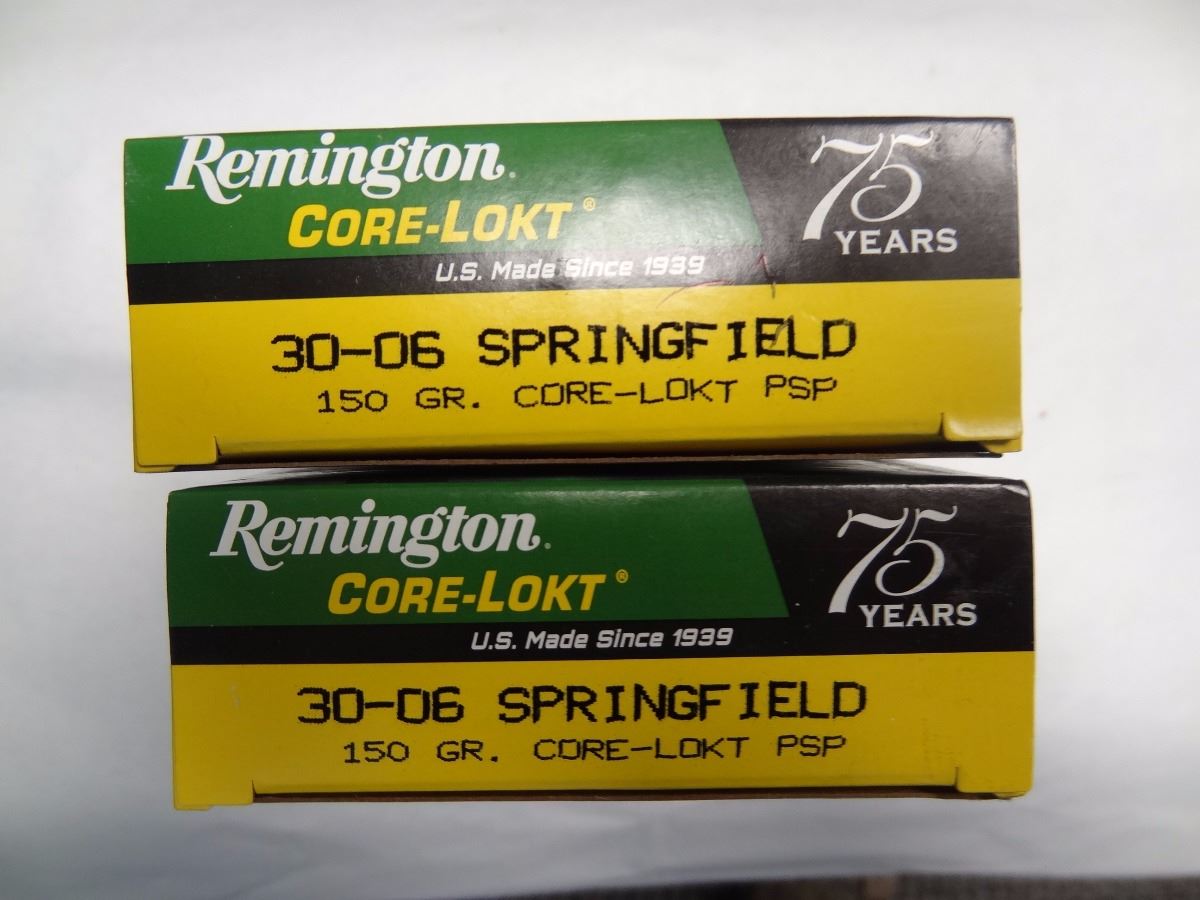 Remington.
CORE-LOKT®
75
YEARS
U.S. Made Since 1939
30-06 SPRINGFIELD
150 GR. CORE-LOKT PSP
Remington.
CORE-LOKT®
75
YEARS
U.S. Made Since 1939
30-06 SPRINGFIELD
150 GR. CORE-LOKT PSP